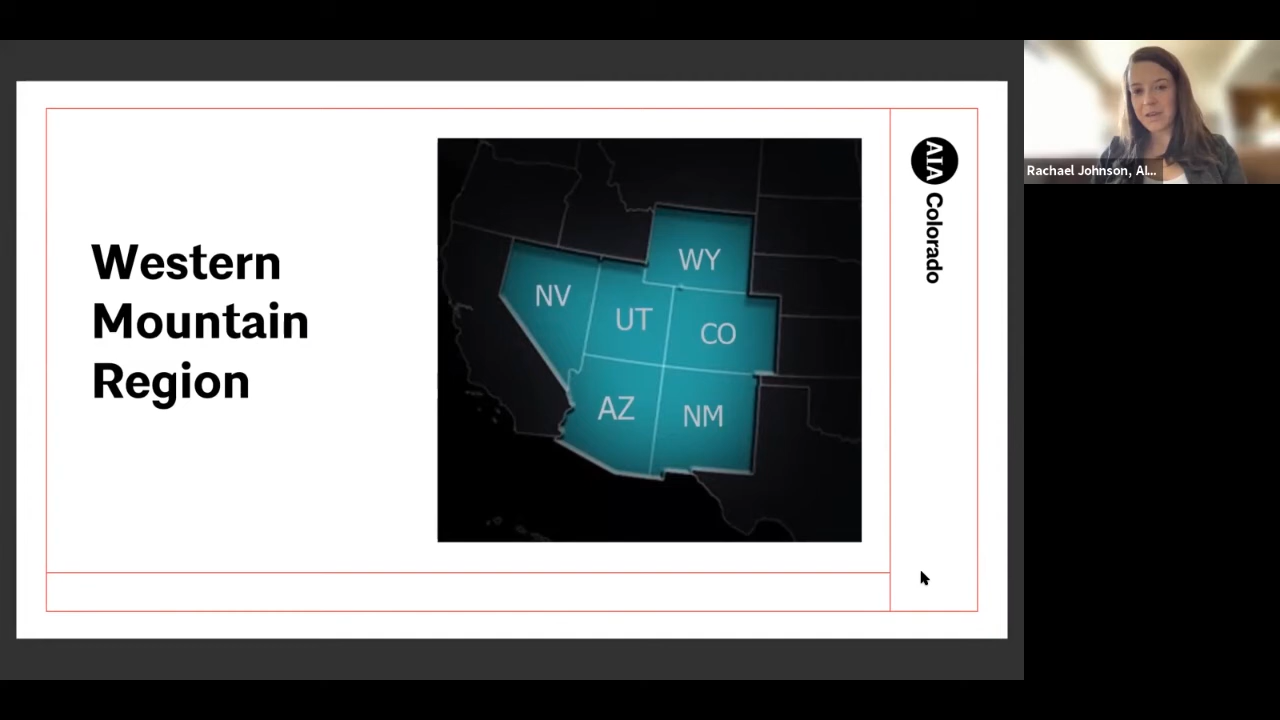 Western
Mountain
Region
WY
NV
UT
CO
AZ
NM
AIA
Colorado
Rachael Johnson, AI...